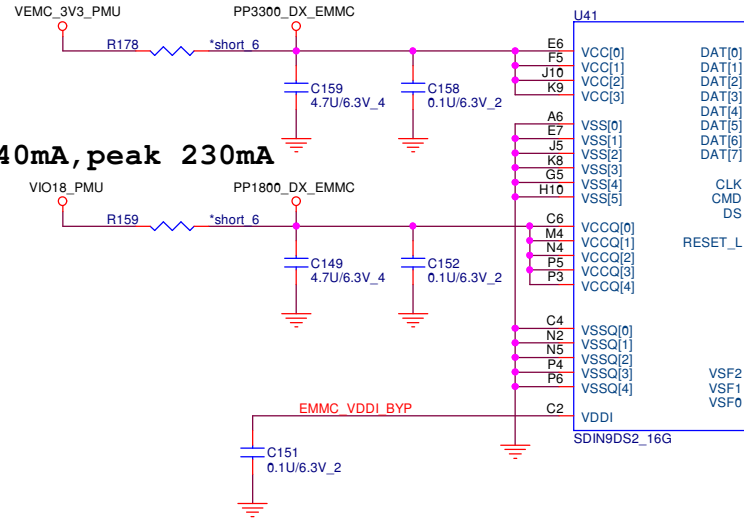 VEMC_3V3_PMU PP3300_DX_EMMC U41
R178 *short_6
E6 VCC[0] DAT[0]
F5 VCC[1] DAT[1]
J10 VCC[2] DAT[2]
K9 VCC[3] DAT[3]
DAT[4]
C159 4.7U/6.3V_4
C158 0.1U/6.3V_2
A6 VSS[0] DAT[5]
E7 VSS[1] DAT[6]
J5 VSS[2] DAT[7]
K8 VSS[3]
G5 VSS[4] CLK
H10 VSS[5] CMD
DS
40mA,peak 230mA
VIO18_PMU PP1800_DX_EMMC
R159 *short_6
C6 VCCQ[0]
M4 VCCQ[1] RESET_L
N4 VCCQ[2]
P5 VCCQ[3]
P3 VCCQ[4]
C149 4.7U/6.3V_4
C152 0.1U/6.3V_2
C4 VSSQ[0]
N2 VSSQ[1]
N5 VSSQ[2]
P4 VSSQ[3] VSF2
P6 VSSQ[4] VSF1
VSF0
EMMC_VDDI_BYP C2 VDDI
SDIN9DS2_16G
C151
0.1U/6.3V_2